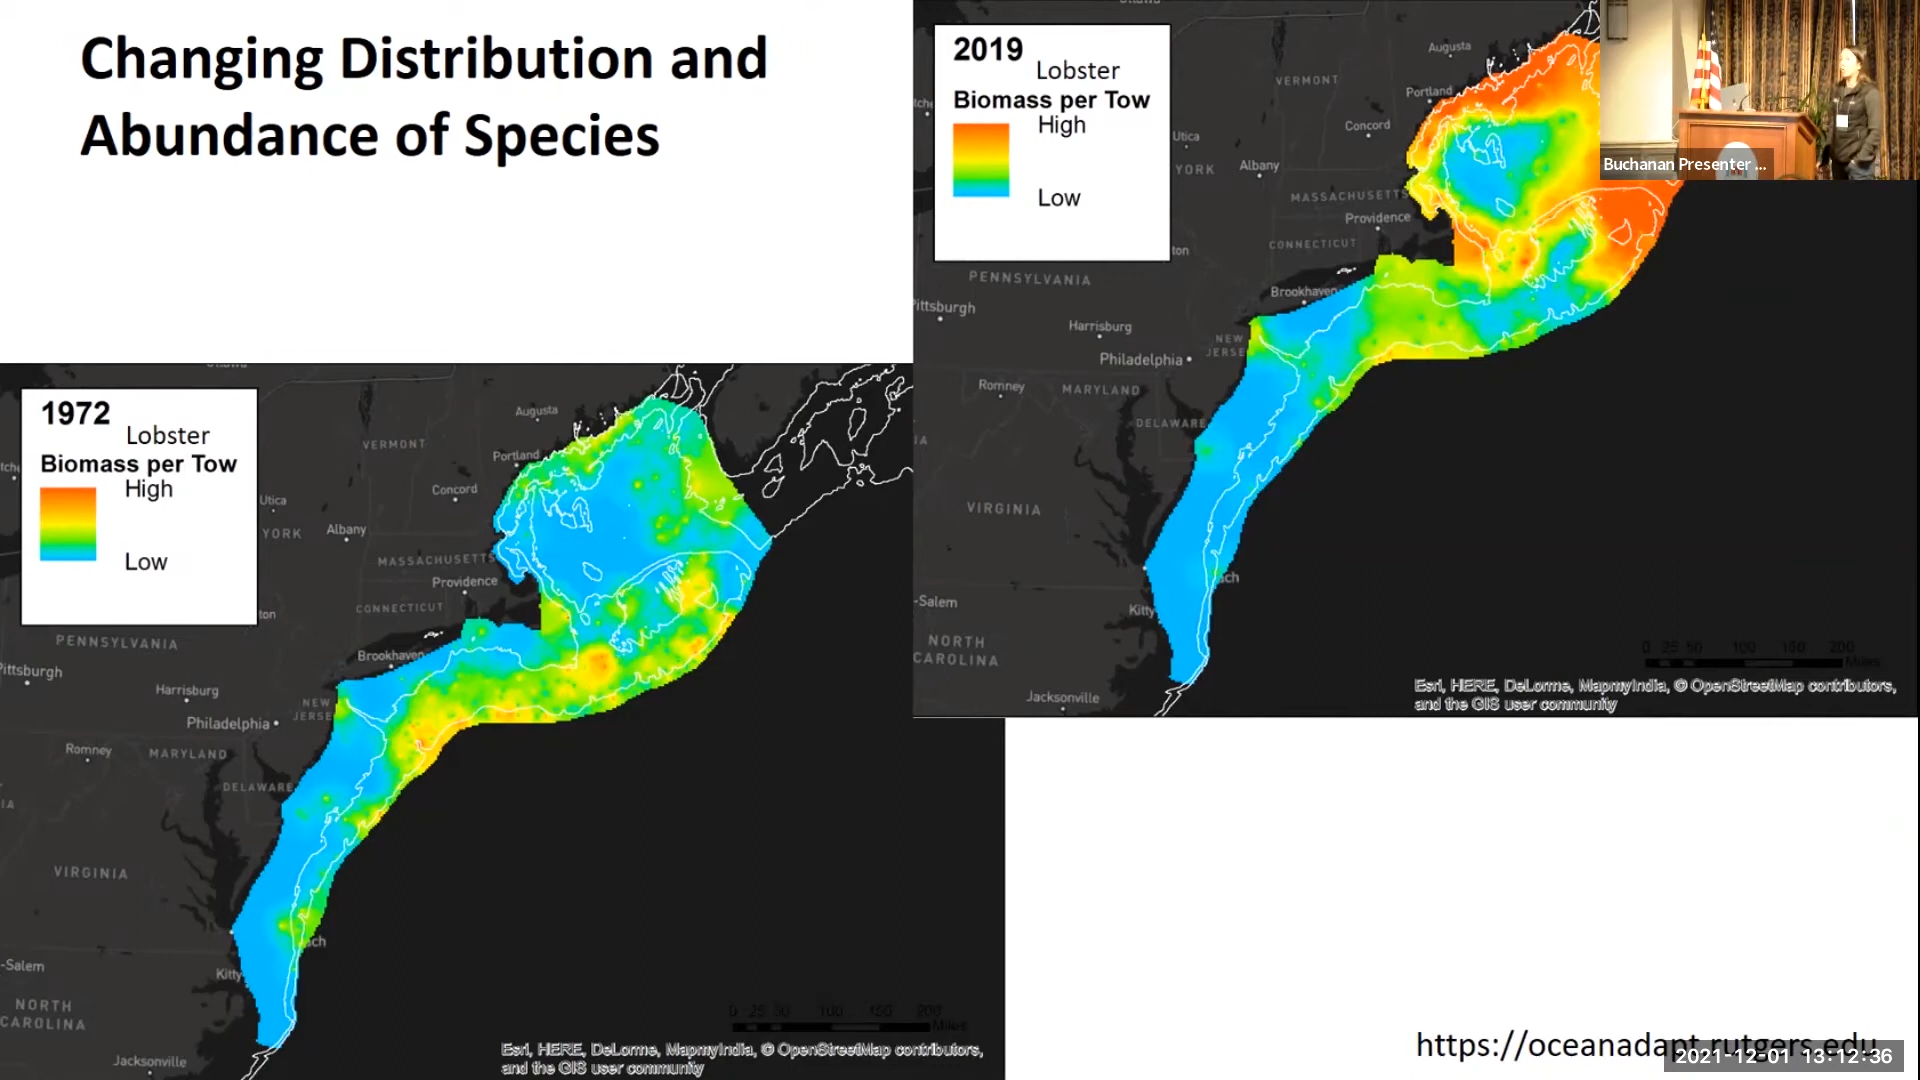 Changing Distribution and
Abundance of Species
2019
Lobster
Biomass per Tow
High
Low
Augusta
VERMONT
Portland
Concord
Utica
Albany
YORK
MASSACHUSETTS
Providence
CONNECTICUT
ton
PENNSYLVANIA
Brookhaven
Pittsburgh
Harrisburg
NEW
JERSE
Philadelphia
Romney
MARYLAND
DELAWARE
IA
VIRGINIA
ach
-Salem
Kitty
NORTH
CAROLINA
Jacksonville
0 25 50 100 150 200
Miles
Esri, HERE, DeLorme, MapmyIndia, © OpenStreetMap contributors,
and the GIS user community
Buchanan Presenter ...
1972
Lobster
Biomass per Tow
High
Low
Augusta
VERMONT
Portland
Concord
Utica
Albany
YORK
MASSACHUSETTS
Providence
CONNECTICUT
ton
PENNSYLVANIA
Brookhaven
Pittsburgh
Harrisburg
NEW
JERSE
Philadelphia
Romney
MARYLAND
DELAWARE
IA
VIRGINIA
ach
-Salem
Kitty
NORTH
CAROLINA
Jacksonville
0 25 50 100 150 200
Miles
Esri, HERE, DeLorme, MapmyIndia, © OpenStreetMap contributors,
and the GIS user community
https://oceanadapt.rutgers.edu
2021-12-01 13:12:36